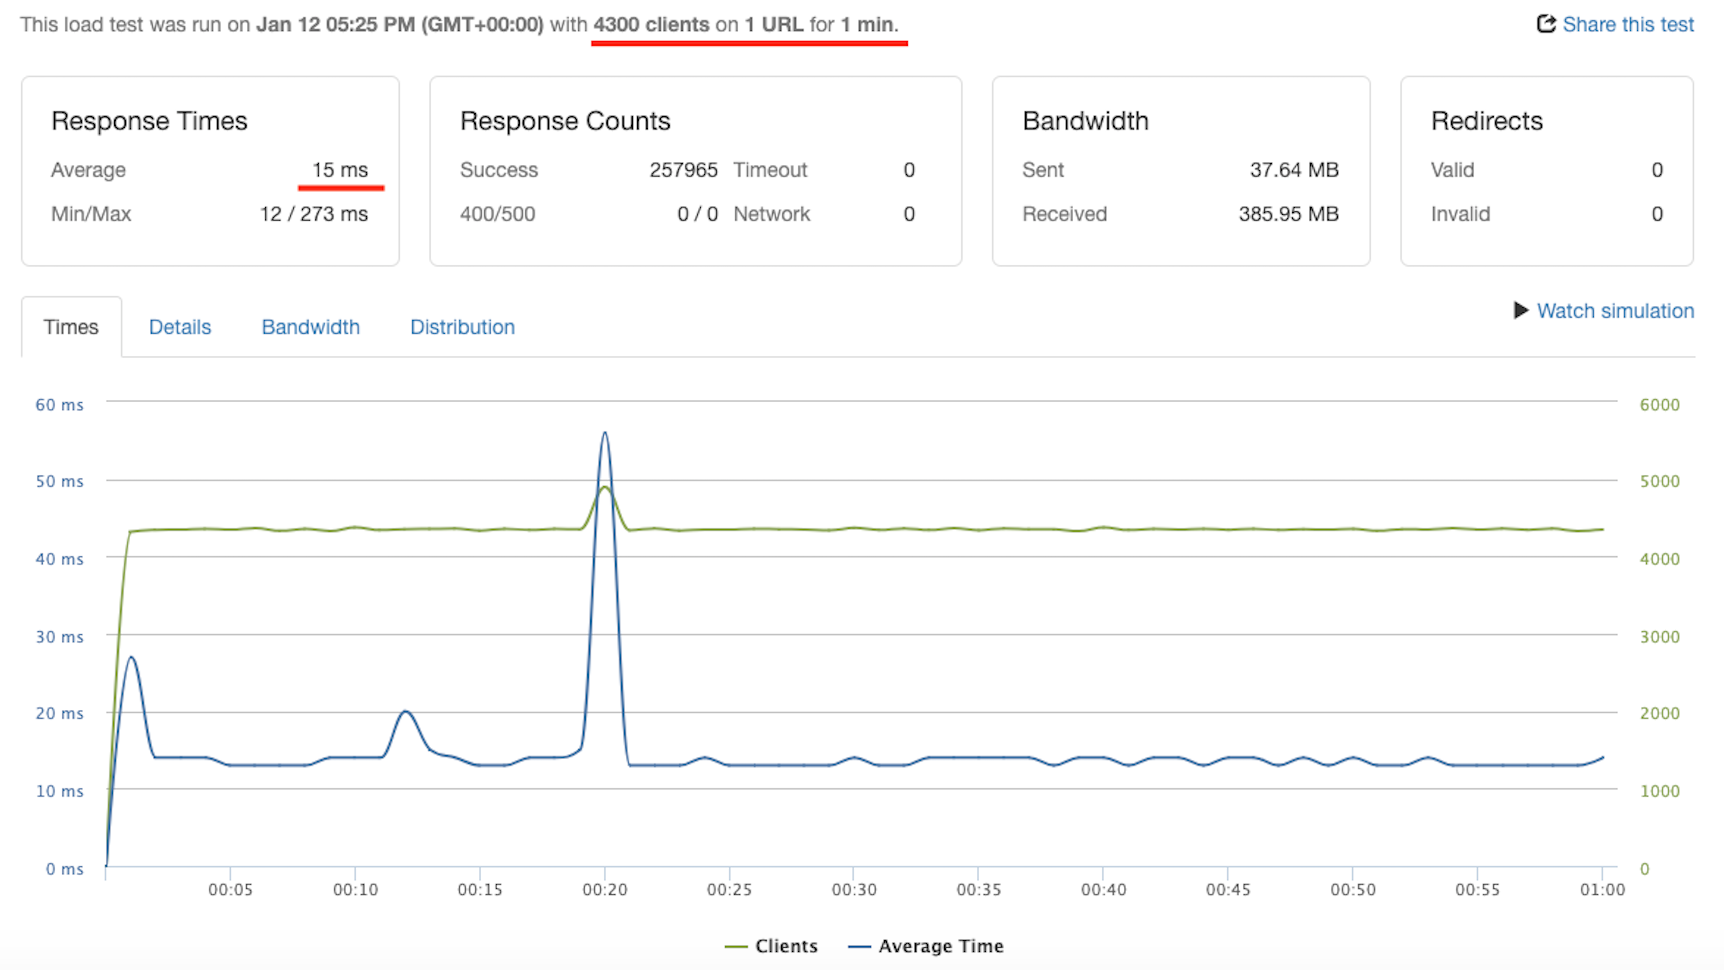 This load test was run on Jan 12 05:25 PM (GMT+00:00) with 4300 clients on 1 URL for 1 min.
Share this test
Response Times
Average 15 ms
Min/Max 12 / 273 ms
Response Counts
Success 257965 Timeout 0
400/500 0 / 0 Network 0
Bandwidth
Sent 37.64 MB
Received 385.95 MB
Redirects
Valid 0
Invalid 0
Times Details Bandwidth Distribution
Watch simulation
60 ms 6000
50 ms 5000
40 ms 4000
30 ms 3000
20 ms 2000
10 ms 1000
0 ms 0
00:05 00:10 00:15 00:20 00:25 00:30 00:35 00:40 00:45 00:50 00:55 01:00
Clients Average Time